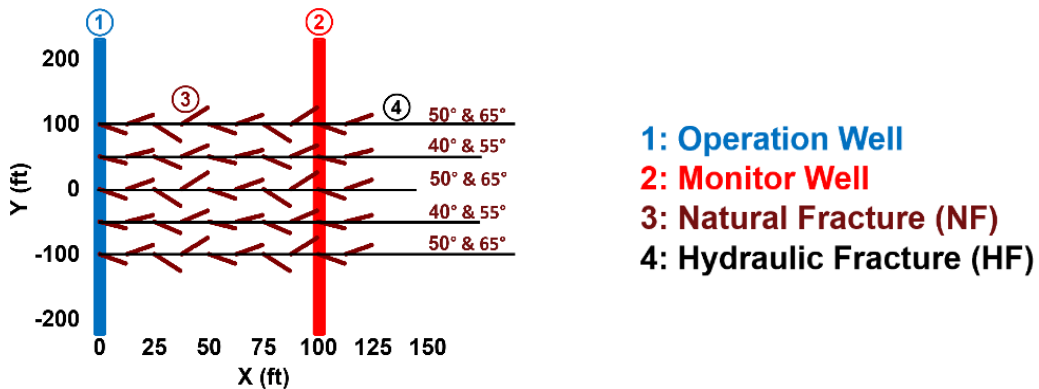 1
2
200
3
4
50° & 65°
100
40° & 55°
1: Operation Well
Y (ft)
0
50° & 65°
2: Monitor Well
40° & 55°
3: Natural Fracture (NF)
-100
50° & 65°
4: Hydraulic Fracture (HF)
-200
0 25 50 75 100 125 150
X (ft)